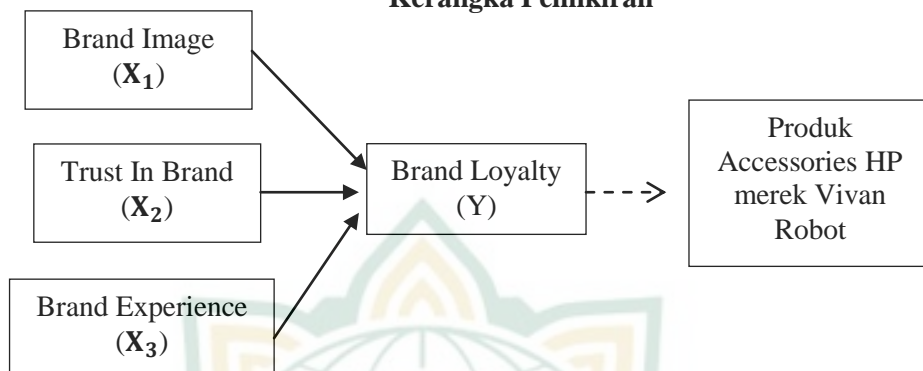 Kerangka Pemikiran
Brand Image
(X₁)
Trust In Brand
(X₂)
Brand Experience
(X₃)
Brand Loyalty
(Y)
Produk
Accessories HP
merek Vivan
Robot